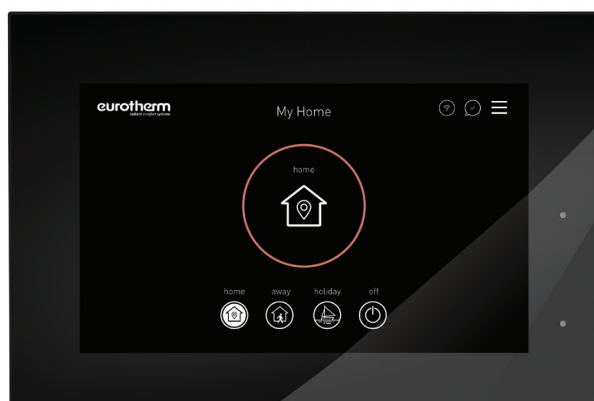 eurotherm
radiant comfort systems
My Home
home
home away holiday off